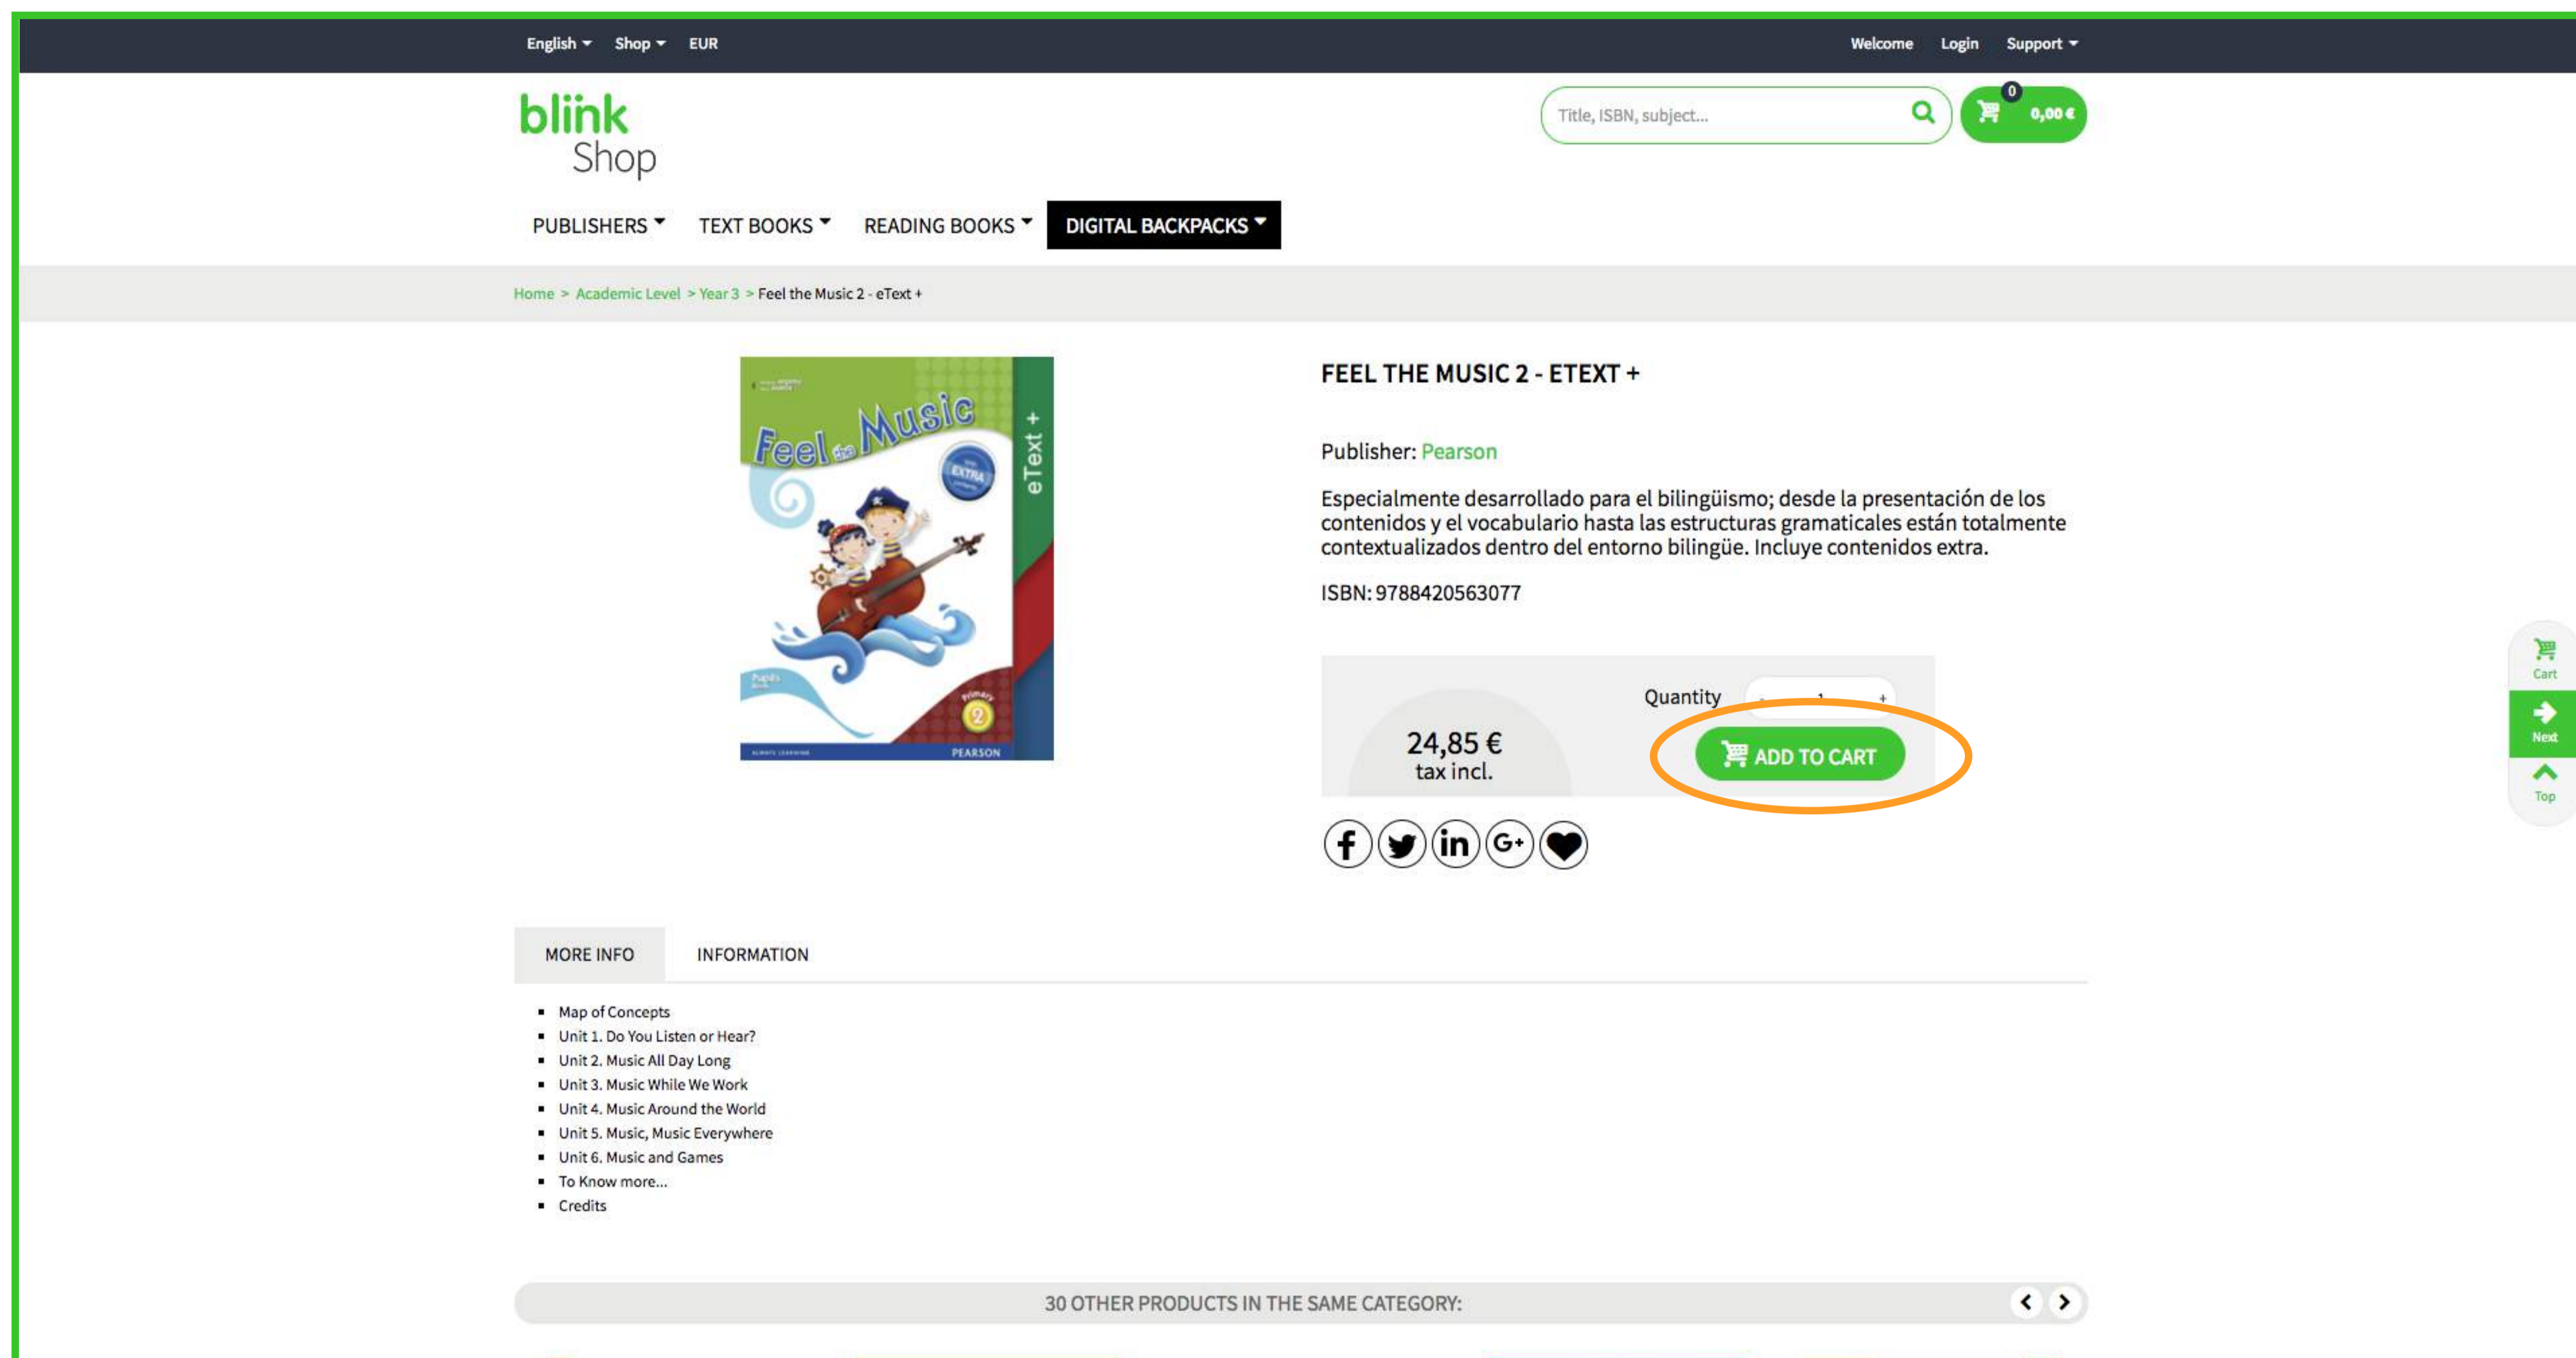 English Shop EUR Welcome Login Support
blink
Shop
Title, ISBN, subject...
0
0,00 €
PUBLISHERS TEXT BOOKS READING BOOKS DIGITAL BACKPACKS
Home > Academic Level > Year 3 > Feel the Music 2 - eText +
Feel the Music
EXTRA
eText +
Pupil's
Primary
2
ALWAYS LEARNING
PEARSON
FEEL THE MUSIC 2 - ETEXT +
Publisher: Pearson
Especialmente desarrollado para el bilingüismo; desde la presentación de los
contenidos y el vocabulario hasta las estructuras gramaticales están totalmente
contextualizados dentro del entorno bilingüe. Incluye contenidos extra.
ISBN: 9788420563077
Quantity - 1 +
24,85 €
tax incl.
ADD TO CART
Cart
Next
Top
f in G+
MORE INFO INFORMATION
Map of Concepts
Unit 1. Do You Listen or Hear?
Unit 2. Music All Day Long
Unit 3. Music While We Work
Unit 4. Music Around the World
Unit 5. Music, Music Everywhere
Unit 6. Music and Games
To Know more...
Credits
30 OTHER PRODUCTS IN THE SAME CATEGORY: